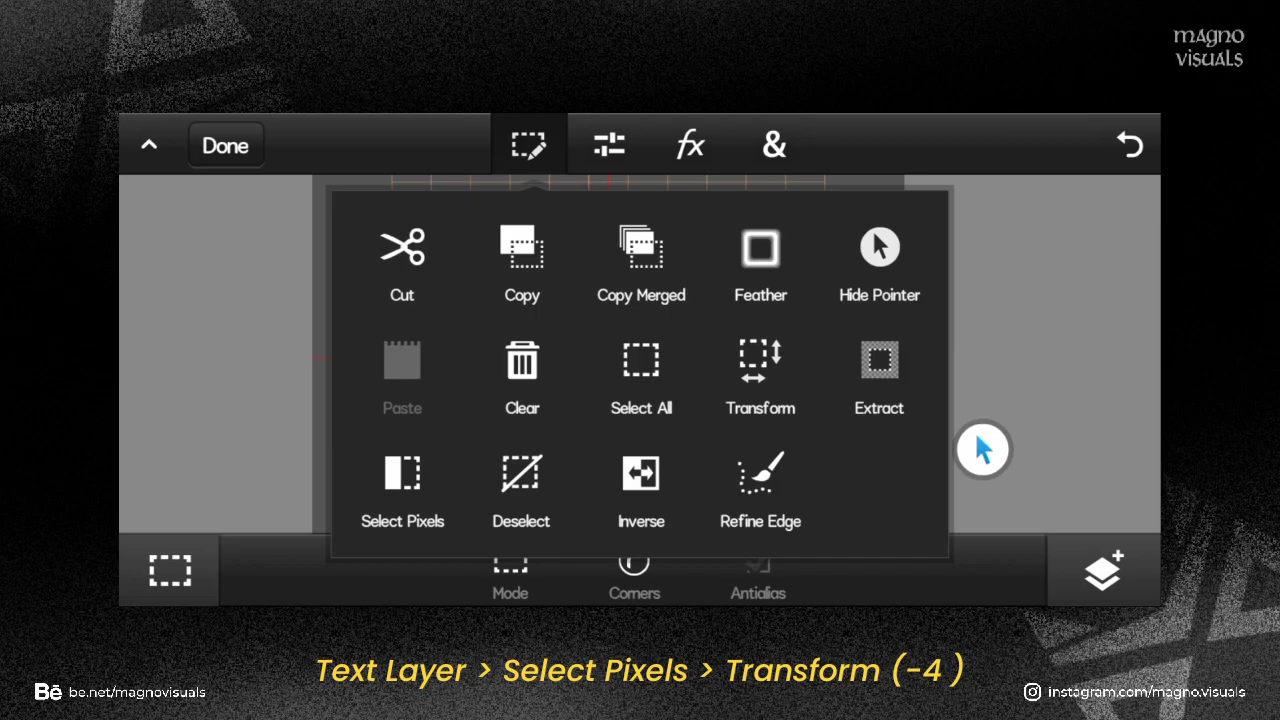 magno
visuals
Done
fx
&
Cut
Copy
Copy Merged
Feather
Hide Pointer
Paste
Clear
Select All
Transform
Extract
Select Pixels
Deselect
Inverse
Refine Edge
Mode
Corners
Antialias
Text Layer > Select Pixels > Transform (-4 )
Bē be.net/magnovisuals
instagram.com/magno.visuals